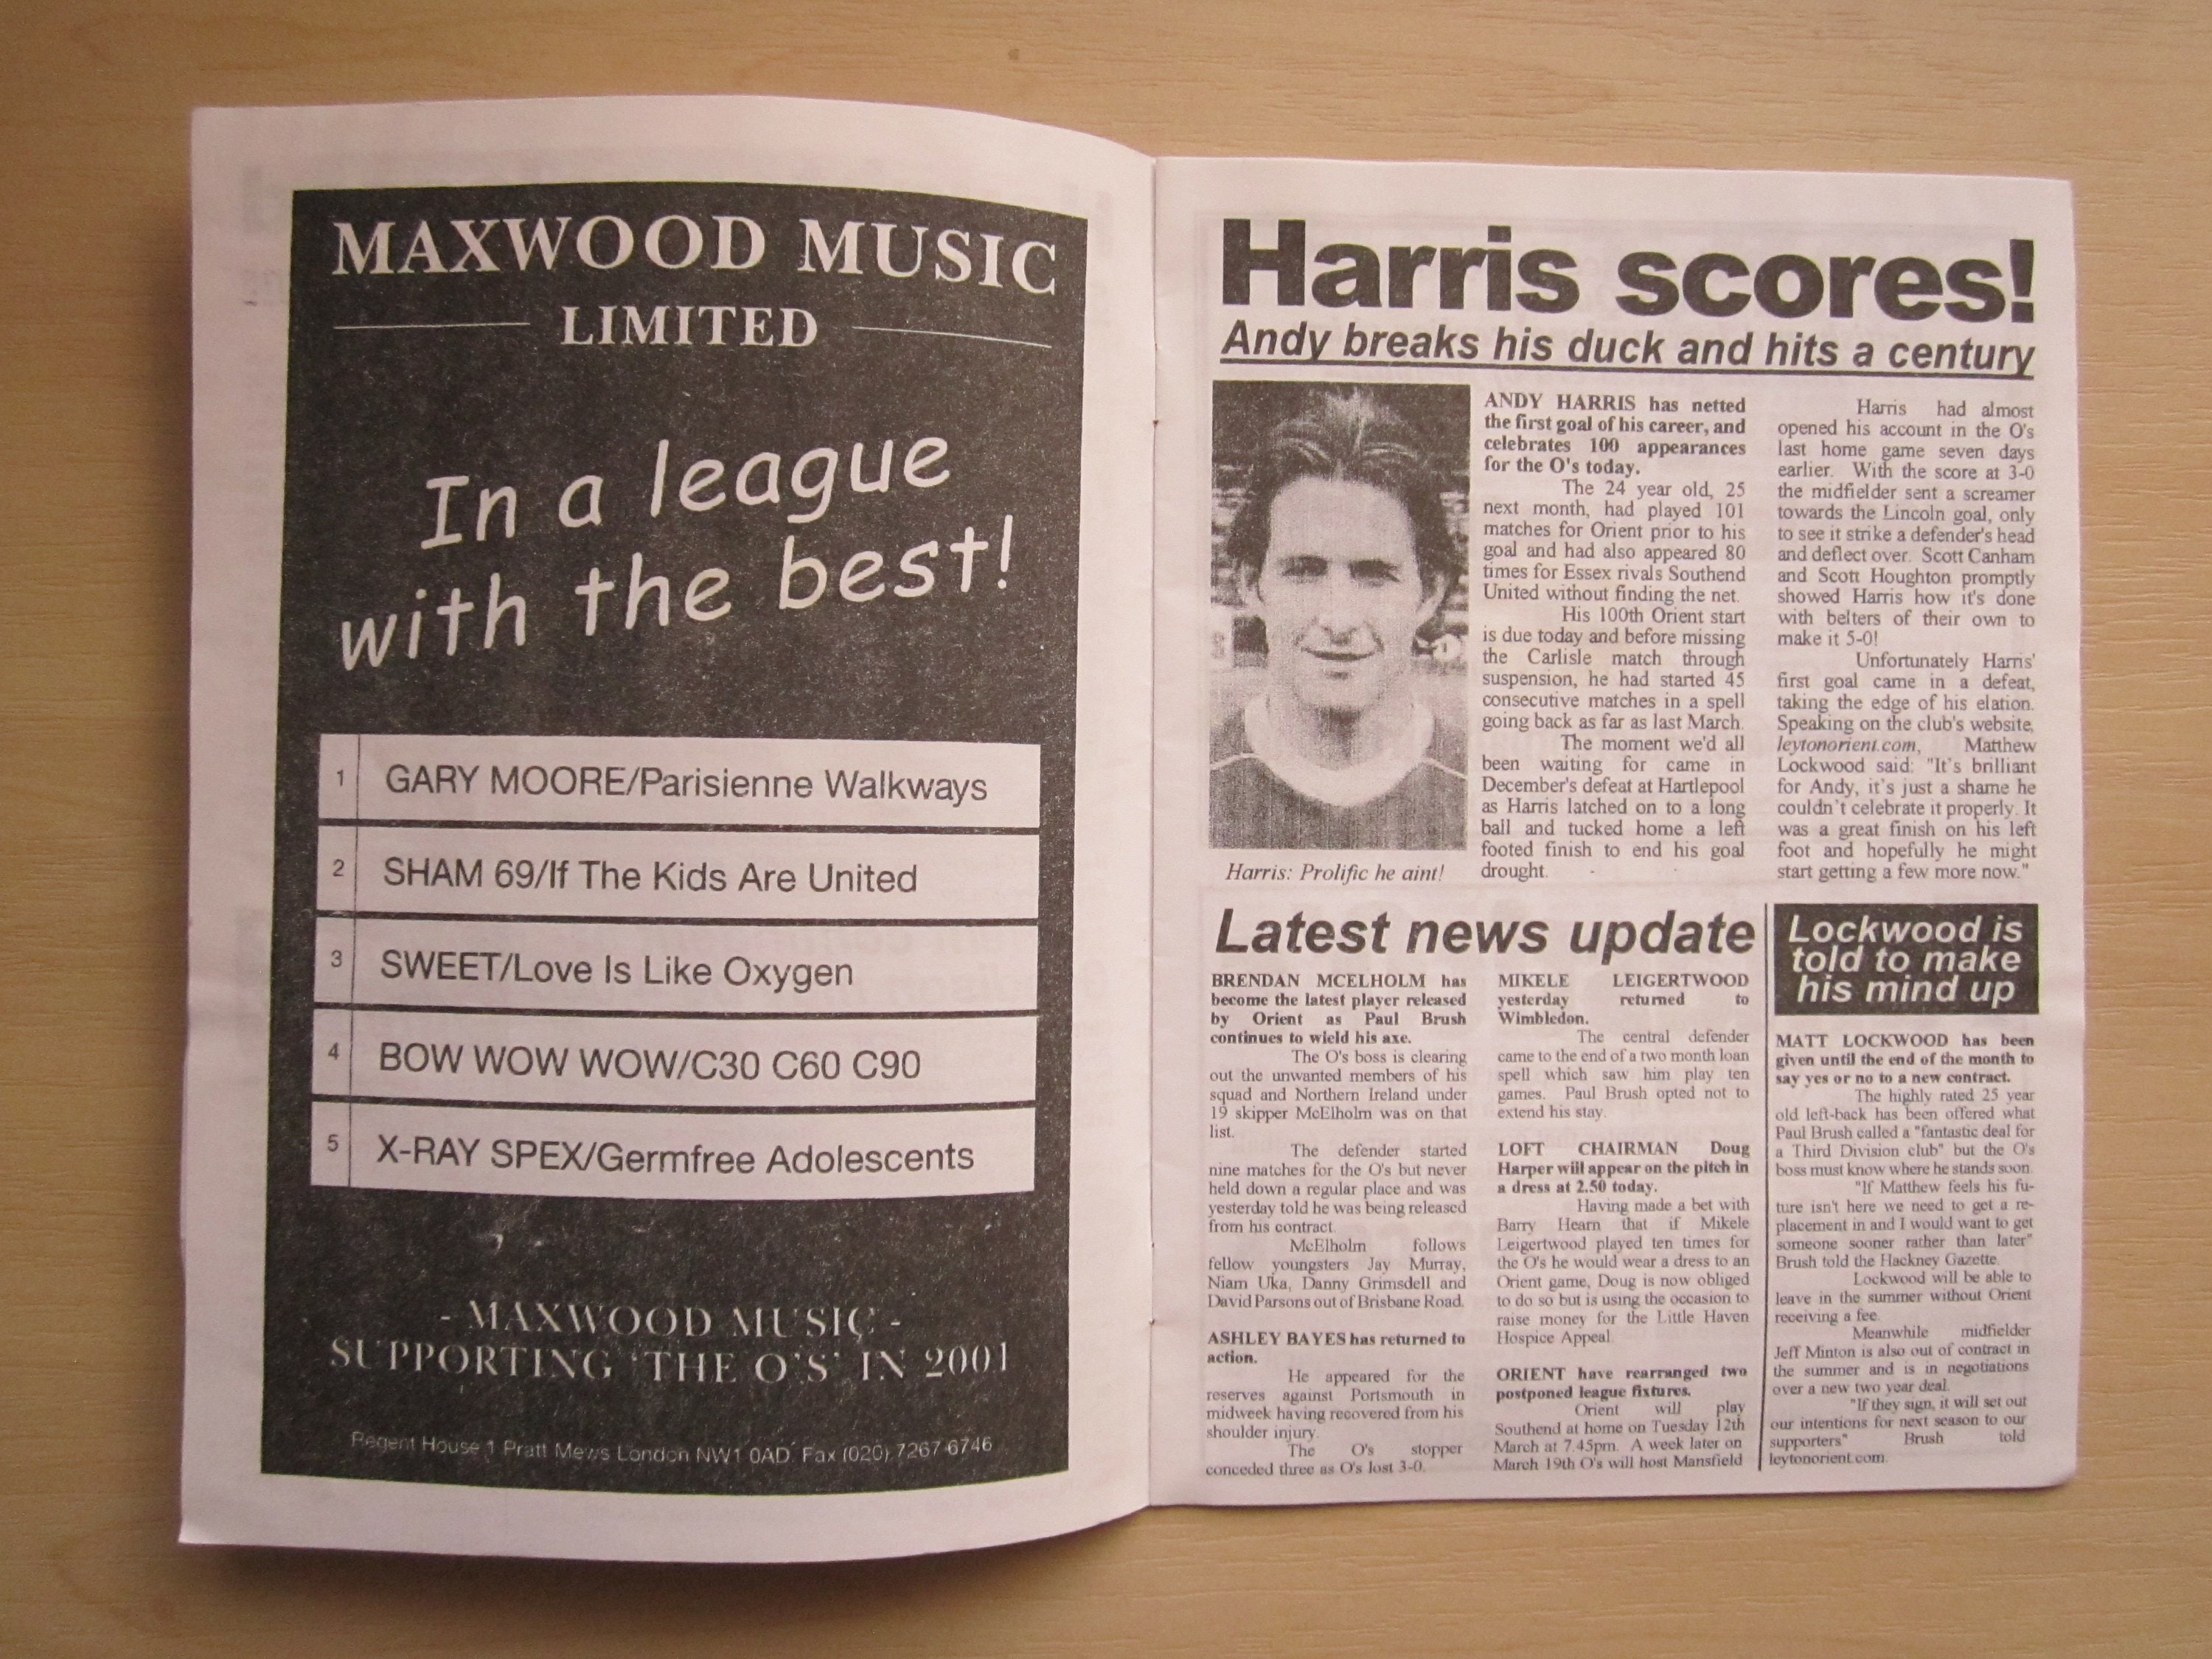 MAXWOOD MUSIC
LIMITED
In a league
with the best!
1 GARY MOORE/Parisienne Walkways
2 SHAM 69/If The Kids Are United
3 SWEET/Love Is Like Oxygen
4 BOW WOW WOW/C30 C60 C90
5 X-RAY SPEX/Germfree Adolescents
- MAXWOOD MUSIC -
SUPPORTING 'THE O'S' IN 2001
Regent House 1 Pratt Mews London NW1 0AD. Fax (020) 7267 6746
Harris scores!
Andy breaks his duck and hits a century
Harris: Prolific he aint!
ANDY HARRIS has netted
the first goal of his career, and
celebrates 100 appearances
for the O's today.
The 24 year old, 25
next month, had played 101
matches for Orient prior to his
goal and had also appeared 80
times for Essex rivals Southend
United without finding the net.
His 100th Orient start
is due today and before missing
the Carlisle match through
suspension, he had started 45
consecutive matches in a spell
going back as far as last March.
The moment we'd all
been waiting for came in
December's defeat at Hartlepool
as Harris latched on to a long
ball and tucked home a left
footed finish to end his goal
drought.
Harris had almost
opened his account in the O's
last home game seven days
earlier. With the score at 3-0
the midfielder sent a screamer
towards the Lincoln goal, only
to see it strike a defender's head
and deflect over. Scott Canham
and Scott Houghton promptly
showed Harris how it's done
with belters of their own to
make it 5-0!
Unfortunately Harris'
first goal came in a defeat,
taking the edge of his elation.
Speaking on the club's website,
leytonorient.com, Matthew
Lockwood said: "It's brilliant
for Andy, it's just a shame he
couldn't celebrate it properly. It
was a great finish on his left
foot and hopefully he might
start getting a few more now."
Latest news update
BRENDAN MCELHOLM has
become the latest player released
by Orient as Paul Brush
continues to wield his axe.
The O's boss is clearing
out the unwanted members of his
squad and Northern Ireland under
19 skipper McElholm was on that
list.
The defender started
nine matches for the O's but never
held down a regular place and was
yesterday told he was being released
from his contract.
McElholm follows
fellow youngsters Jay Murray,
Niam Uka, Danny Grimsdell and
David Parsons out of Brisbane Road.
ASHLEY BAYES has returned to
action.
He appeared for the
reserves against Portsmouth in
midweek having recovered from his
shoulder injury.
The O's stopper
conceded three as O's lost 3-0.
MIKELE LEIGERTWOOD
yesterday returned to
Wimbledon.
The central defender
came to the end of a two month loan
spell which saw him play ten
games. Paul Brush opted not to
extend his stay.
LOFT CHAIRMAN Doug
Harper will appear on the pitch in
a dress at 2.50 today.
Having made a bet with
Barry Hearn that if Mikele
Leigertwood played ten times for
the O's he would wear a dress to an
Orient game, Doug is now obliged
to do so but is using the occasion to
raise money for the Little Haven
Hospice Appeal.
ORIENT have rearranged two
postponed league fixtures.
Orient will play
Southend at home on Tuesday 12th
March at 7.45pm. A week later on
March 19th O's will host Mansfield
Lockwood is
told to make
his mind up
MATT LOCKWOOD has been
given until the end of the month to
say yes or no to a new contract.
The highly rated 25 year
old left-back has been offered what
Paul Brush called a "fantastic deal for
a Third Division club" but the O's
boss must know where he stands soon.
"If Matthew feels his fu-
ture isn't here we need to get a re-
placement in and I would want to get
someone sooner rather than later"
Brush told the Hackney Gazette.
Lockwood will be able to
leave in the summer without Orient
receiving a fee.
Meanwhile midfielder
Jeff Minton is also out of contract in
the summer and is in negotiations
over a new two year deal.
"If they sign, it will set out
our intentions for next season to our
supporters" Brush told
leytonorient.com.